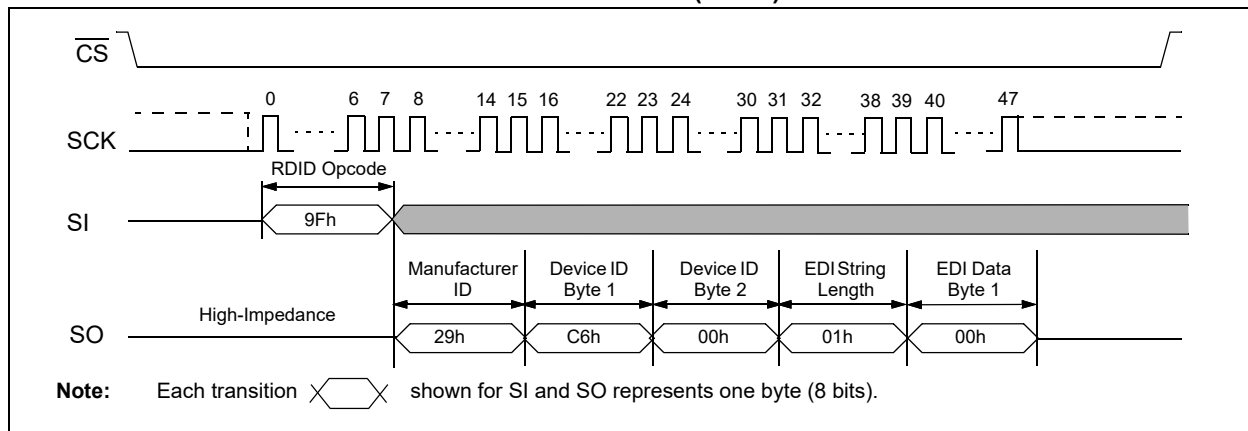 CS
0 6 7 8 14 15 16 22 23 24 30 31 32 38 39 40 47
SCK
RDID Opcode
SI
9Fh
Manufacturer ID
Device ID Byte 1
Device ID Byte 2
EDI String Length
EDI Data Byte 1
High-Impedance
SO
29h C6h 00h 01h 00h
Note: Each transition shown for SI and SO represents one byte (8 bits).